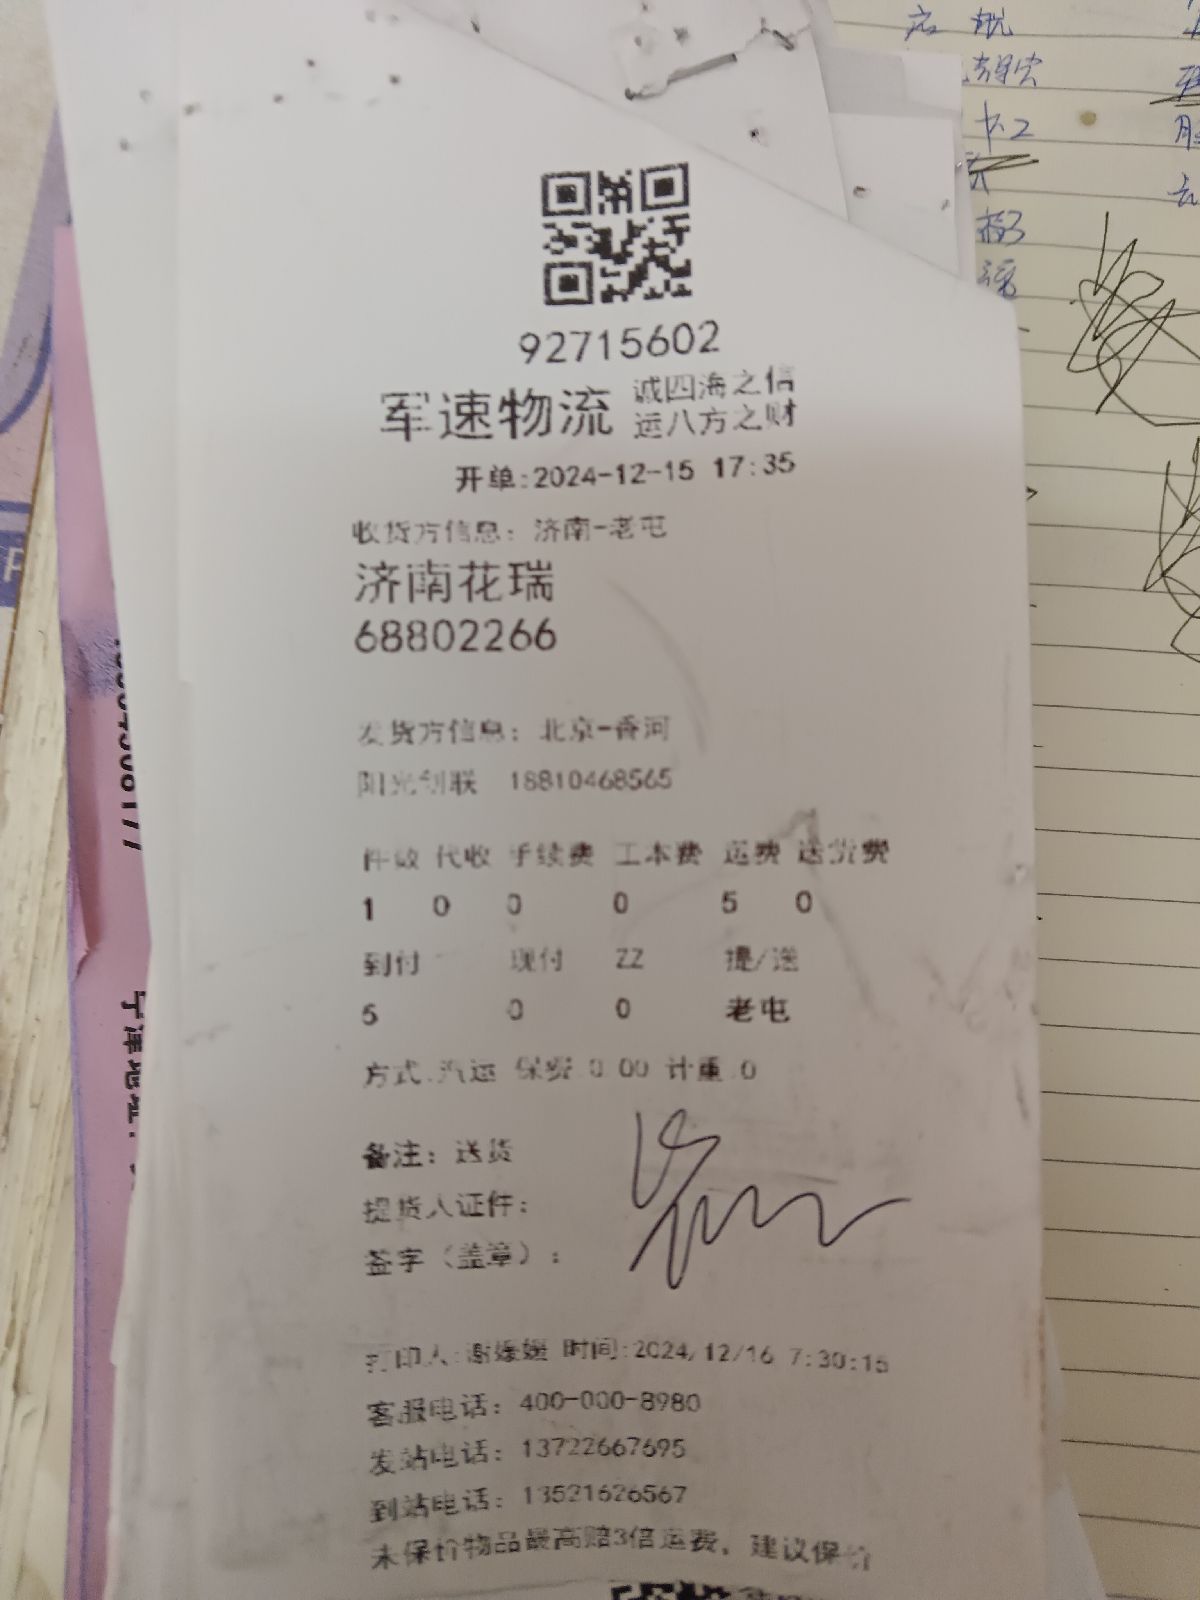 92715602
军速物流 诚四海之信
运八方之财
开单:2024-12-15 17:35
收货方信息: 济南-老屯
济南花瑞
68802266
发货方信息: 北京-香河
阳光创联 18810468565
件数 代收 手续费 工本费 运费 送货费
1 0 0 0 5 0
到付 现付 ZZ 提/送
5 0 0 老屯
方式:汽运 保费:0.00 计重:0
备注: 送货
提货人证件:
签字（盖章）:
打印人:谢媛媛 时间:2024/12/16 7:30:15
客服电话: 400-000-8980
发站电话: 13722667695
到站电话: 13521626567
未保价物品最高赔3倍运费, 建议保价
宁津地址: